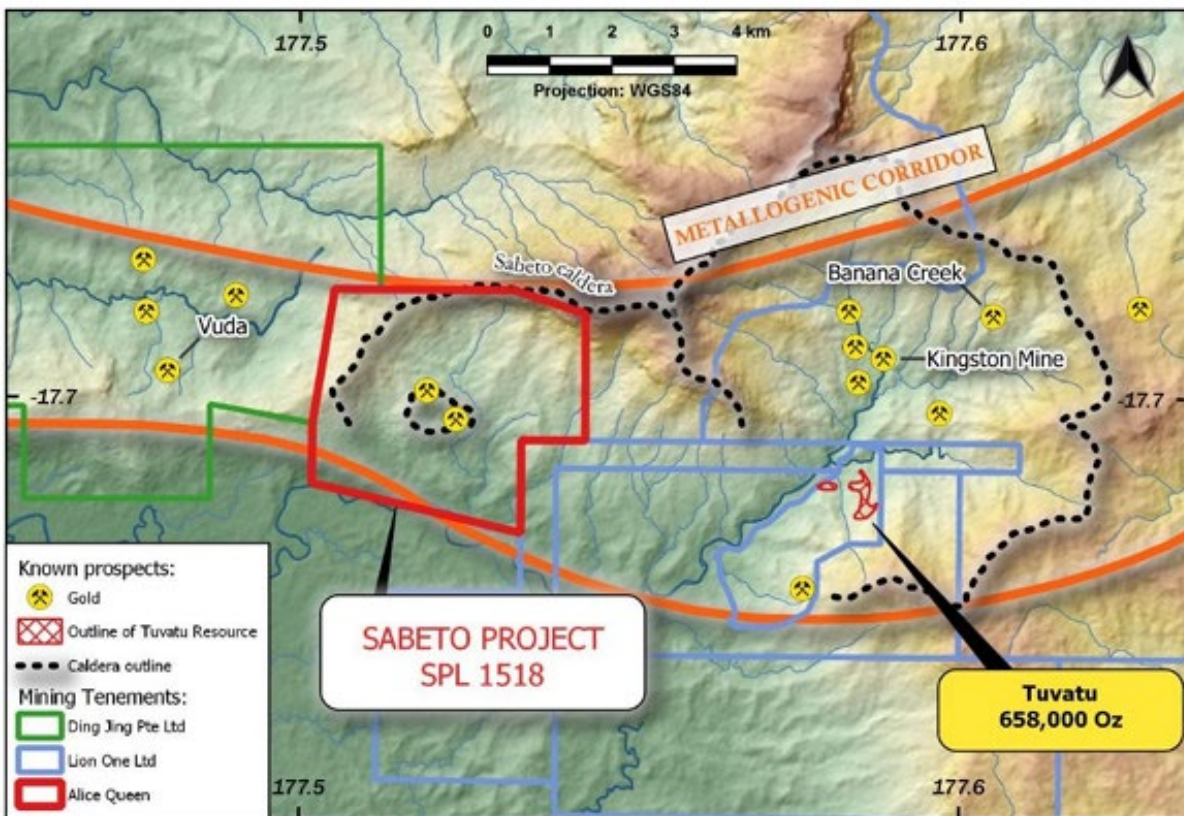 177.5
0 1 2 3 4 km
Projection: WGS84
177.6
METALLOGENIC CORRIDOR
Sabeto caldera
Banana Creek
Vuda
Kingston Mine
-17.7
-17.7
Known prospects:
Gold
Outline of Tuvatu Resource
Caldera outline
Mining Tenements:
Ding Jing Pte Ltd
Lion One Ltd
Alice Queen
SABETO PROJECT
SPL 1518
Tuvatu
658,000 Oz
177.5
177.6